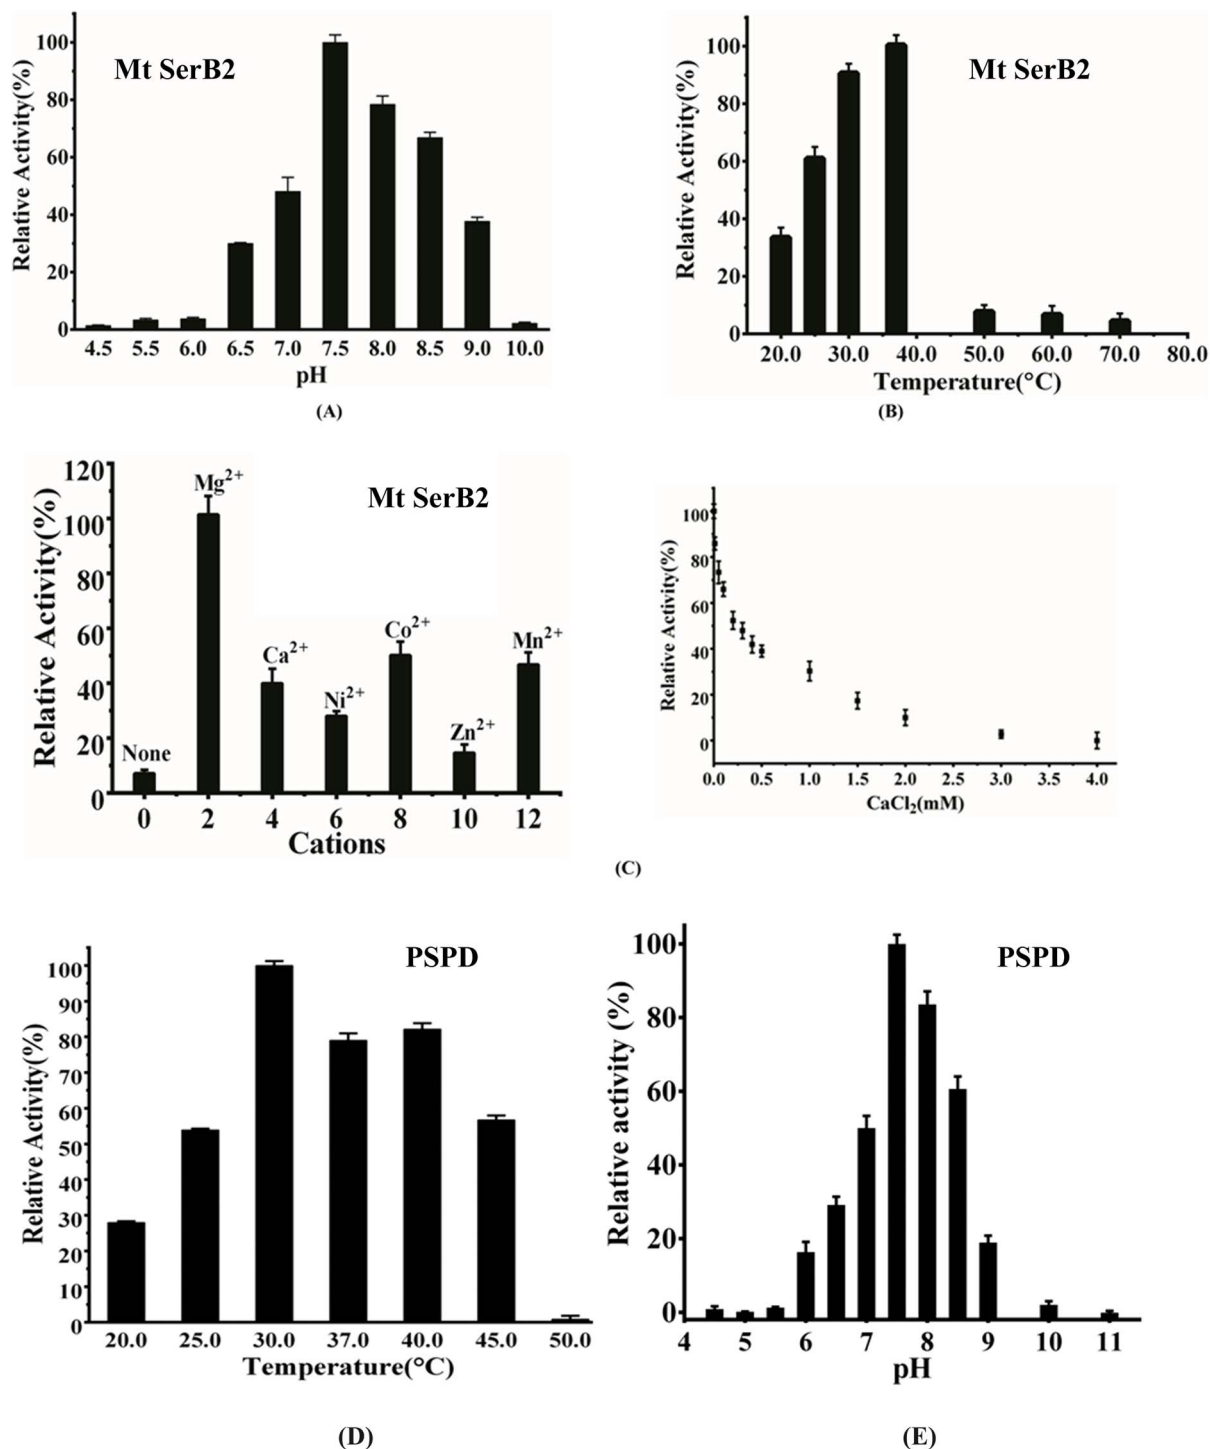 Mt SerB2
Relative Activity(%)
100
80
60
40
20
0
4.5 5.5 6.0 6.5 7.0 7.5 8.0 8.5 9.0 10.0
pH
(A)
Mt SerB2
Relative Activity(%)
100
80
60
40
20
0
20.0 30.0 40.0 50.0 60.0 70.0 80.0
Temperature(°C)
(B)
Mt SerB2
Relative Activity(%)
120
100
80
60
40
20
0
None
Mg2+
Ca2+
Ni2+
Co2+
Zn2+
Mn2+
0 2 4 6 8 10 12
Cations
Relative Activity(%)
100
80
60
40
20
0
0.0 0.5 1.0 1.5 2.0 2.5 3.0 3.5 4.0
CaCl2(mM)
(C)
PSPD
Relative Activity(%)
100
90
80
70
60
50
40
30
20
10
0
20.0 25.0 30.0 37.0 40.0 45.0 50.0
Temperature(°C)
(D)
PSPD
Relative activity (%)
100
80
60
40
20
0
4 5 6 7 8 9 10 11
pH
(E)